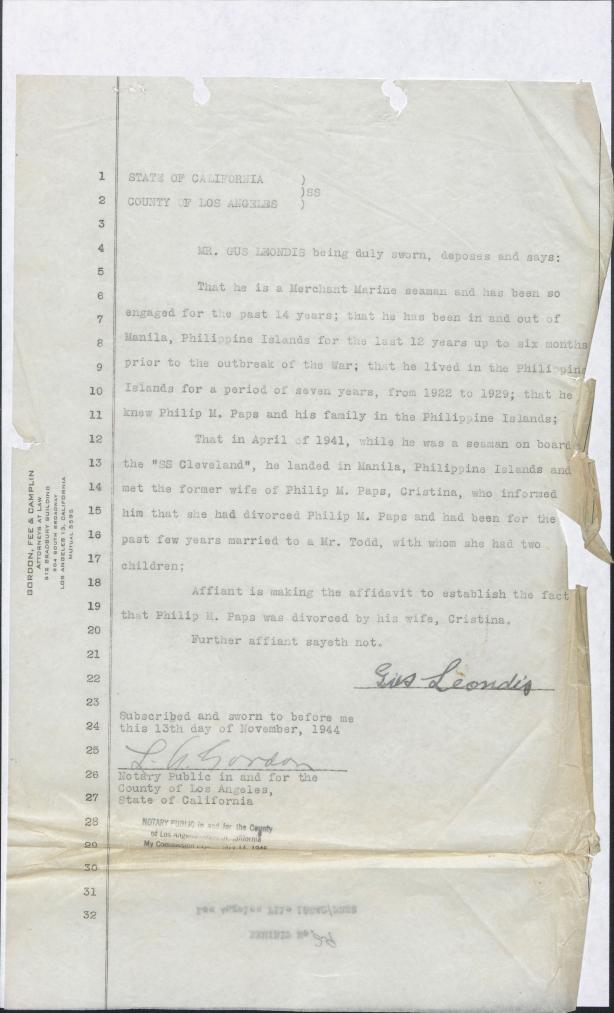 1 STATE OF CALIFORNIA )
)SS
2 COUNTY OF LOS ANGELES )
3
4 MR. GUS LEONDIS being duly sworn, deposes and says:
5
6 That he is a Merchant Marine seaman and has been so
7 engaged for the past 14 years; that he has been in and out of
8 Manila, Philippine Islands for the last 12 years up to six months
9 prior to the outbreak of the War; that he lived in the Philippine
10 Islands for a period of seven years, from 1922 to 1929; that he
11 knew Philip M. Paps and his family in the Philippine Islands;
12 That in April of 1941, while he was a seaman on board
13 the "SS Cleveland", he landed in Manila, Philippine Islands and
14 met the former wife of Philip M. Paps, Cristina, who informed
15 him that she had divorced Philip M. Paps and had been for the
16 past few years married to a Mr. Todd, with whom she had two
17 children;
18 Affiant is making the affidavit to establish the fact
19 that Philip M. Paps was divorced by his wife, Cristina.
20 Further affiant sayeth not.
21
22 Gus Leondis
23
Subscribed and sworn to before me
24 this 13th day of November, 1944
25 L. A. Gordon
26 Notary Public in and for the
County of Los Angeles,
27 State of California
28 NOTARY PUBLIC in and for the County
of Los Angeles, California
29 My Commission
30
31
32
Los Angeles File
EXHIBIT No.
GORDON, FEE & CAMPLIN
ATTORNEYS AT LAW
512 BRADBURY BUILDING
304 SOUTH BROADWAY
LOS ANGELES 13, CALIFORNIA
MUTUAL 5595